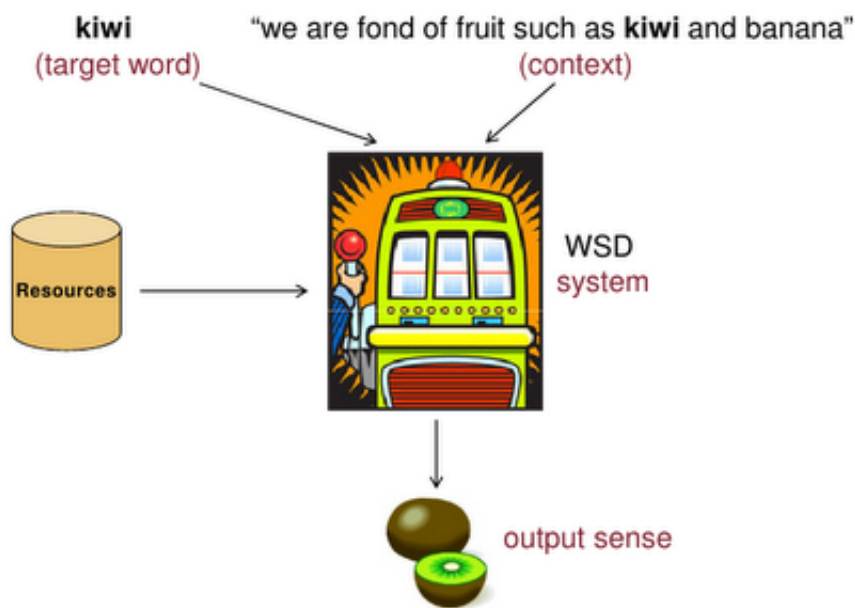 kiwi
(target word)
“we are fond of fruit such as kiwi and banana”
(context)
Resources
WSD
system
output sense